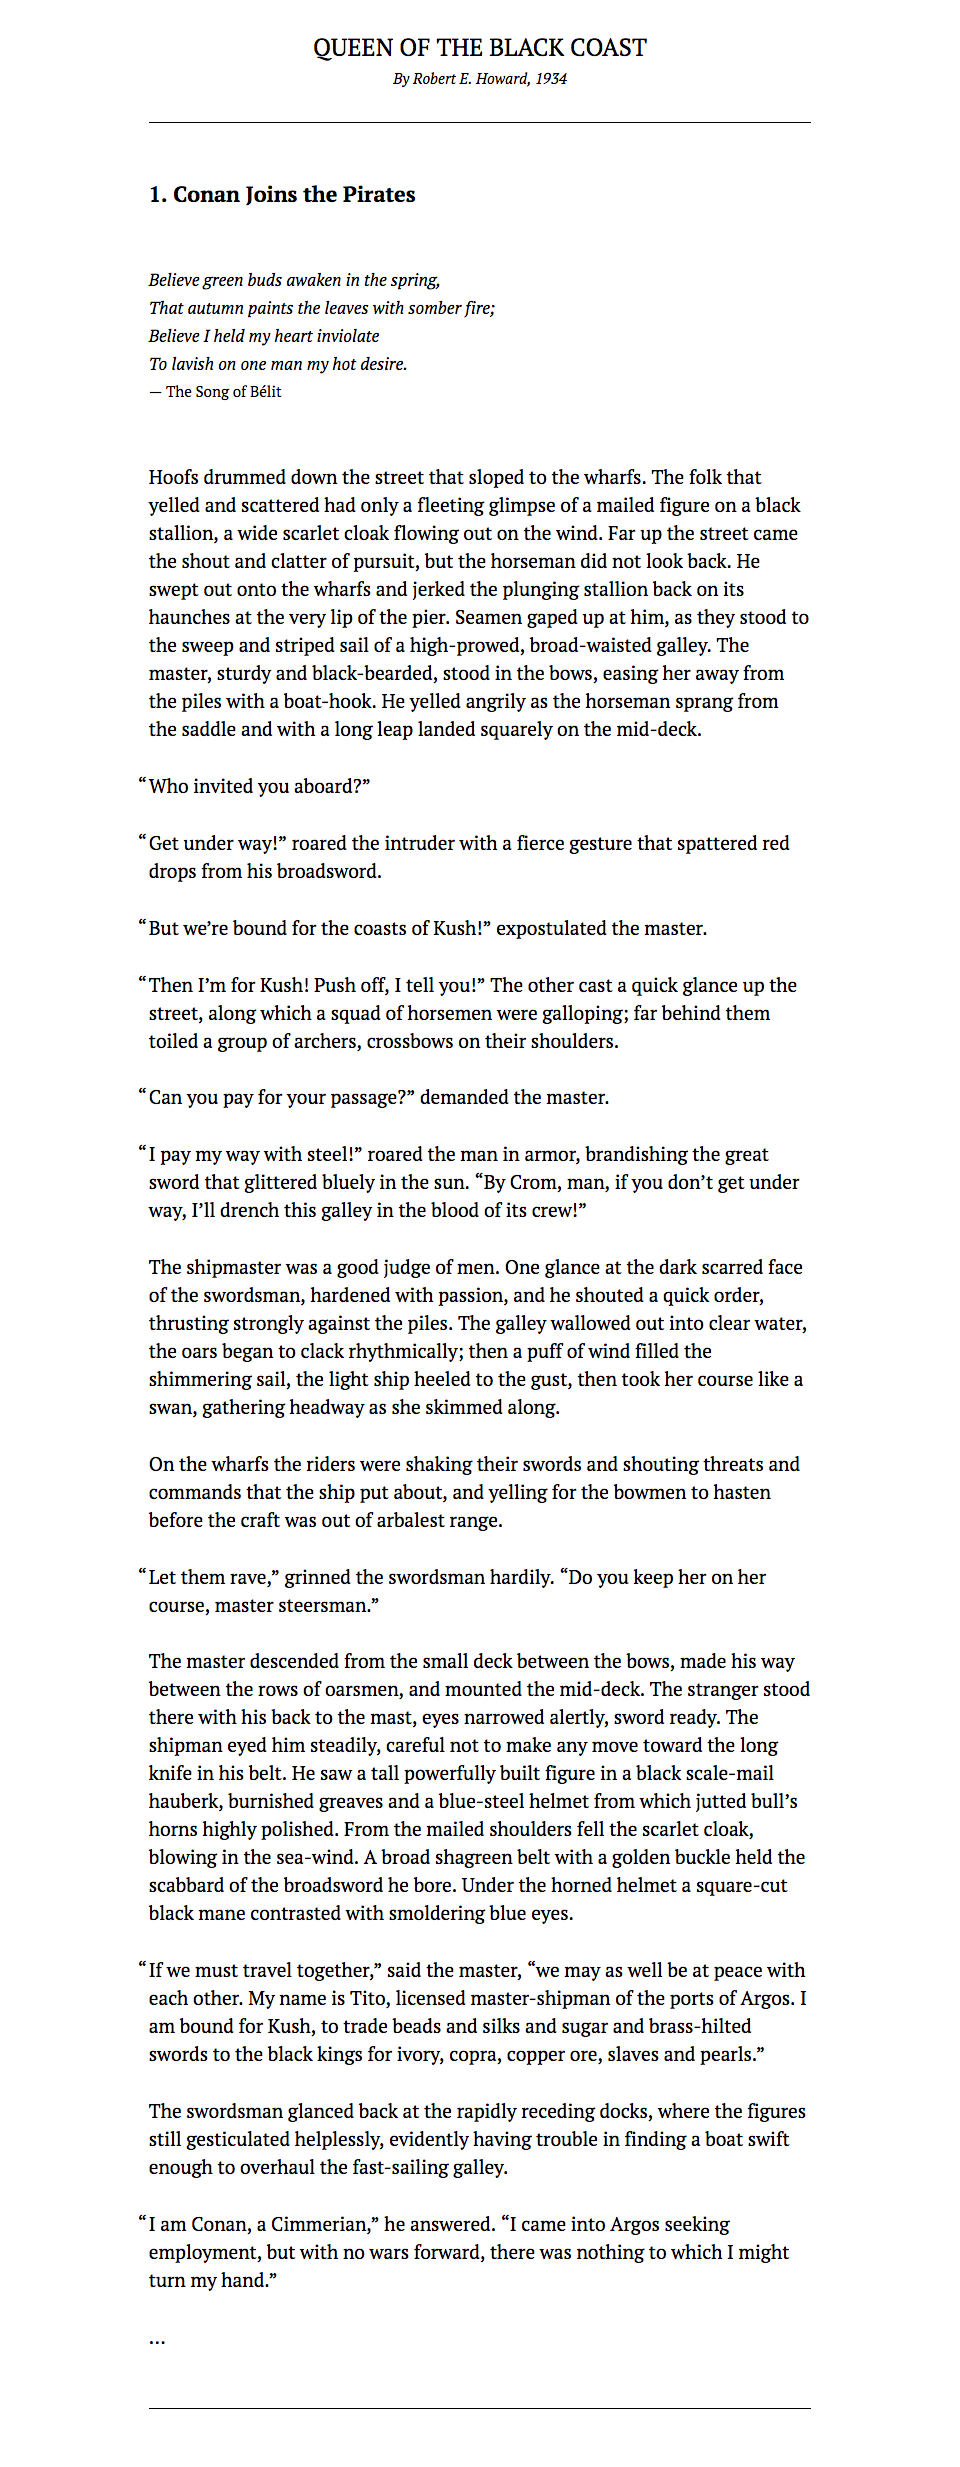 QUEEN OF THE BLACK COAST
By Robert E. Howard, 1934
1. Conan Joins the Pirates
Believe green buds awaken in the spring,
That autumn paints the leaves with somber fire;
Believe I held my heart inviolate
To lavish on one man my hot desire.
— The Song of Bélit
Hoofs drummed down the street that sloped to the wharfs. The folk that
yelled and scattered had only a fleeting glimpse of a mailed figure on a black
stallion, a wide scarlet cloak flowing out on the wind. Far up the street came
the shout and clatter of pursuit, but the horseman did not look back. He
swept out onto the wharfs and jerked the plunging stallion back on its
haunches at the very lip of the pier. Seamen gaped up at him, as they stood to
the sweep and striped sail of a high-prowed, broad-waisted galley. The
master, sturdy and black-bearded, stood in the bows, easing her away from
the piles with a boat-hook. He yelled angrily as the horseman sprang from
the saddle and with a long leap landed squarely on the mid-deck.
“Who invited you aboard?”
“Get under way!” roared the intruder with a fierce gesture that spattered red
drops from his broadsword.
“But we’re bound for the coasts of Kush!” expostulated the master.
“Then I’m for Kush! Push off, I tell you!” The other cast a quick glance up the
street, along which a squad of horsemen were galloping; far behind them
toiled a group of archers, crossbows on their shoulders.
“Can you pay for your passage?” demanded the master.
“I pay my way with steel!” roared the man in armor, brandishing the great
sword that glittered bluely in the sun. “By Crom, man, if you don’t get under
way, I’ll drench this galley in the blood of its crew!”
The shipmaster was a good judge of men. One glance at the dark scarred face
of the swordsman, hardened with passion, and he shouted a quick order,
thrusting strongly against the piles. The galley wallowed out into clear water,
the oars began to clack rhythmically; then a puff of wind filled the
shimmering sail, the light ship heeled to the gust, then took her course like a
swan, gathering headway as she skimmed along.
On the wharfs the riders were shaking their swords and shouting threats and
commands that the ship put about, and yelling for the bowmen to hasten
before the craft was out of arbalest range.
“Let them rave,” grinned the swordsman hardily. “Do you keep her on her
course, master steersman.”
The master descended from the small deck between the bows, made his way
between the rows of oarsmen, and mounted the mid-deck. The stranger stood
there with his back to the mast, eyes narrowed alertly, sword ready. The
shipman eyed him steadily, careful not to make any move toward the long
knife in his belt. He saw a tall powerfully built figure in a black scale-mail
hauberk, burnished greaves and a blue-steel helmet from which jutted bull’s
horns highly polished. From the mailed shoulders fell the scarlet cloak,
blowing in the sea-wind. A broad shagreen belt with a golden buckle held the
scabbard of the broadsword he bore. Under the horned helmet a square-cut
black mane contrasted with smoldering blue eyes.
“If we must travel together,” said the master, “we may as well be at peace with
each other. My name is Tito, licensed master-shipman of the ports of Argos. I
am bound for Kush, to trade beads and silks and sugar and brass-hilted
swords to the black kings for ivory, copra, copper ore, slaves and pearls.”
The swordsman glanced back at the rapidly receding docks, where the figures
still gesticulated helplessly, evidently having trouble in finding a boat swift
enough to overhaul the fast-sailing galley.
“I am Conan, a Cimmerian,” he answered. “I came into Argos seeking
employment, but with no wars forward, there was nothing to which I might
turn my hand.”
…